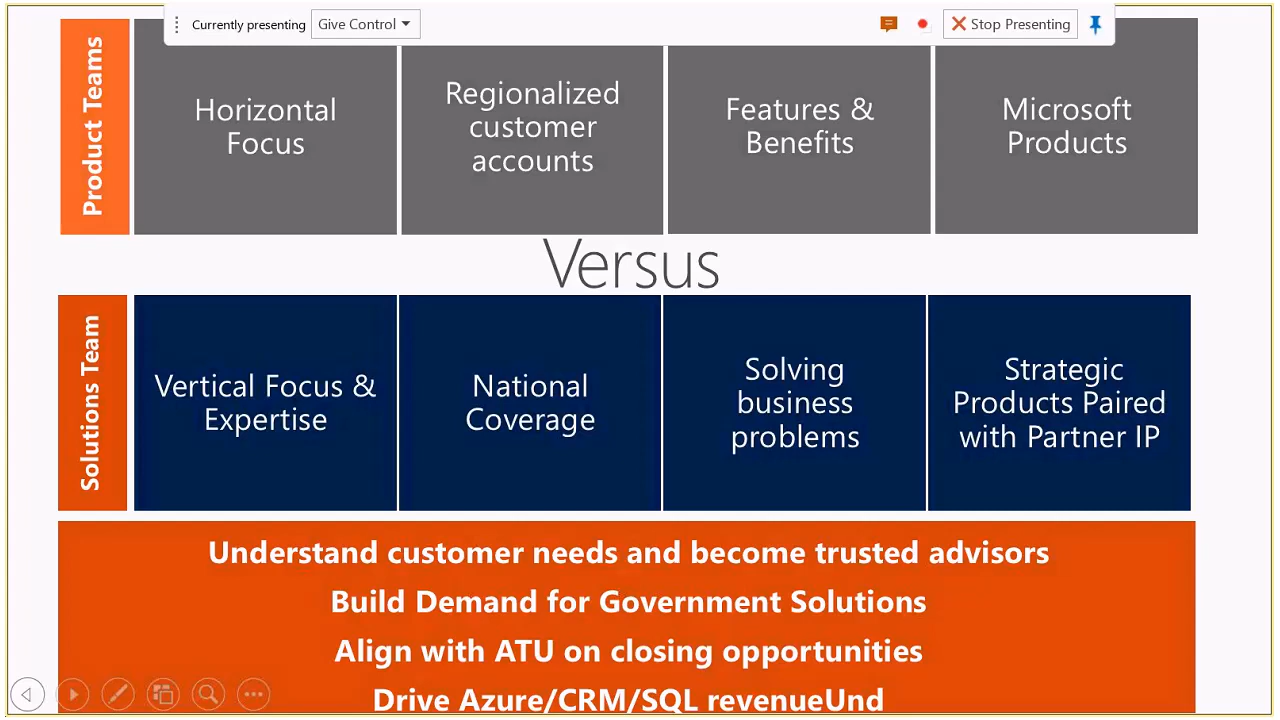 Currently presenting
Give Control
Stop Presenting
Product Teams
Horizontal
Focus
Regionalized
customer
accounts
Features &
Benefits
Microsoft
Products
Versus
Solutions Team
Vertical Focus &
Expertise
National
Coverage
Solving
business
problems
Strategic
Products Paired
with Partner IP
Understand customer needs and become trusted advisors
Build Demand for Government Solutions
Align with ATU on closing opportunities
Drive Azure/CRM/SQL revenueUnd